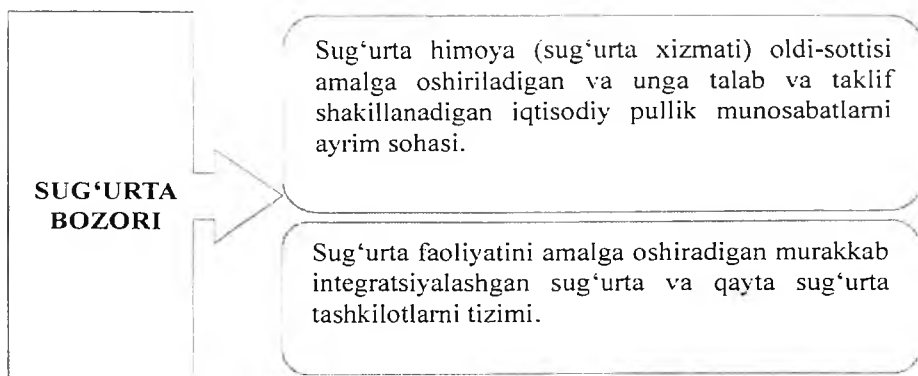 SUG‘URTA
BOZORI
Sug‘urta himoya (sug‘urta xizmati) oldi-sottisi
amalga oshiriladigan va unga talab va taklif
shakillanadigan iqtisodiy pullik munosabatlarni
ayrim sohasi.
Sug‘urta faoliyatini amalga oshiradigan murakkab
integratsiyalashgan sug‘urta va qayta sug‘urta
tashkilotlarni tizimi.